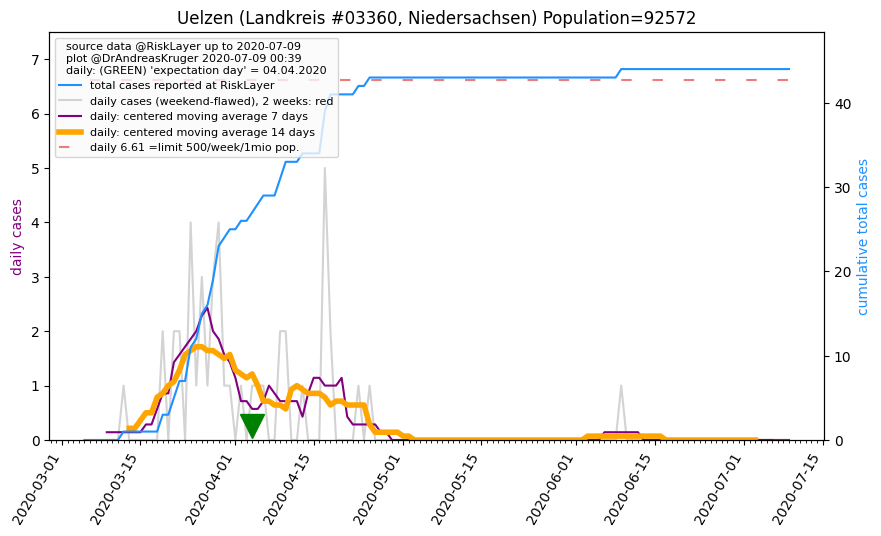 Uelzen (Landkreis #03360, Niedersachsen) Population=92572
source data @RiskLayer up to 2020-07-09
plot @DrAndreasKruger 2020-07-09 00:39
daily: (GREEN) 'expectation day' = 04.04.2020
total cases reported at RiskLayer
daily cases (weekend-flawed), 2 weeks: red
daily: centered moving average 7 days
daily: centered moving average 14 days
daily 6.61 =limit 500/week/1mio pop.
daily cases
7
6
5
4
3
2
1
0
cumulative total cases
40
30
20
10
0
2020-03-01
2020-03-15
2020-04-01
2020-04-15
2020-05-01
2020-05-15
2020-06-01
2020-06-15
2020-07-01
2020-07-15